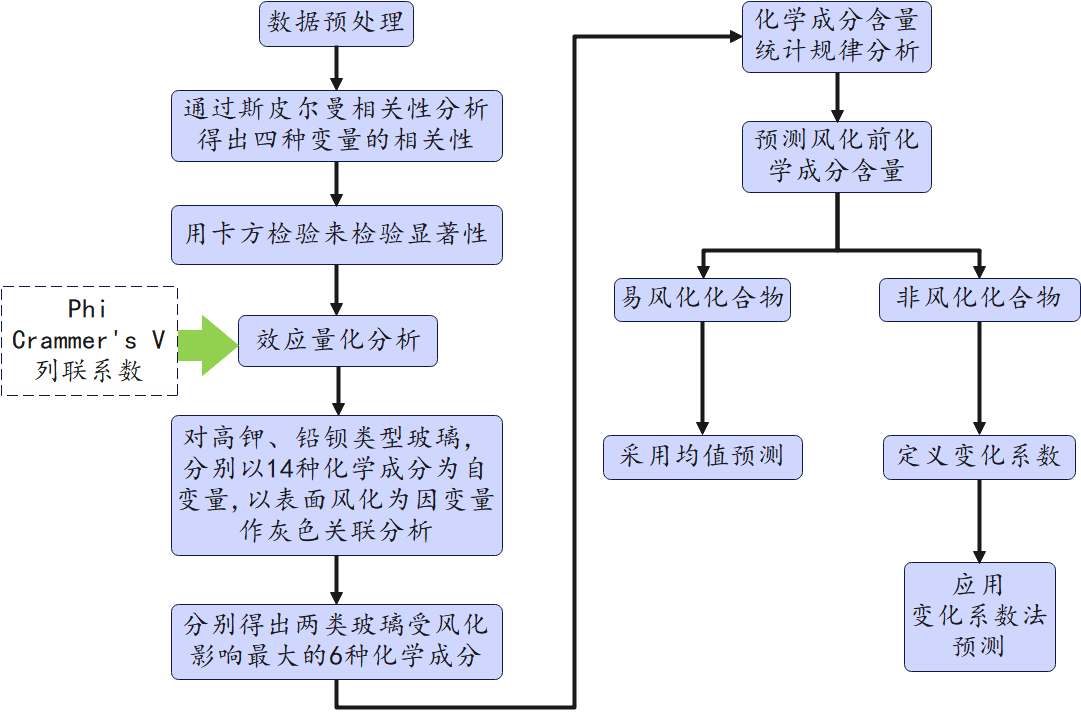 数据预处理
通过斯皮尔曼相关性分析
得出四种变量的相关性
用卡方检验来检验显著性
Phi
Crammer's V
列联系数
效应量化分析
对高钾、铅钡类型玻璃,
分别以14种化学成分为自
变量,以表面风化为因变量
作灰色关联分析
分别得出两类玻璃受风化
影响最大的6种化学成分
化学成分含量
统计规律分析
预测风化前化
学成分含量
易风化化合物
非风化化合物
采用均值预测
定义变化系数
应用
变化系数法
预测